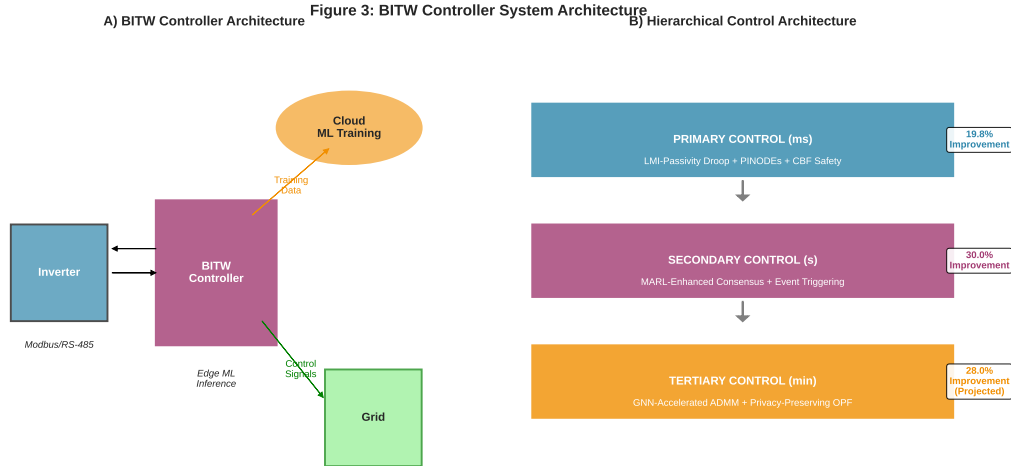 Figure 3: BITW Controller System Architecture
A) BITW Controller Architecture
Cloud
ML Training
Training
Data
Inverter
BITW
Controller
Modbus/RS-485
Edge ML
Inference
Control
Signals
Grid
B) Hierarchical Control Architecture
PRIMARY CONTROL (ms)
LMI-Passivity Droop + PINODEs + CBF Safety
19.8%
Improvement
SECONDARY CONTROL (s)
MARL-Enhanced Consensus + Event Triggering
30.0%
Improvement
TERTIARY CONTROL (min)
GNN-Accelerated ADMM + Privacy-Preserving OPF
28.0%
Improvement
(Projected)